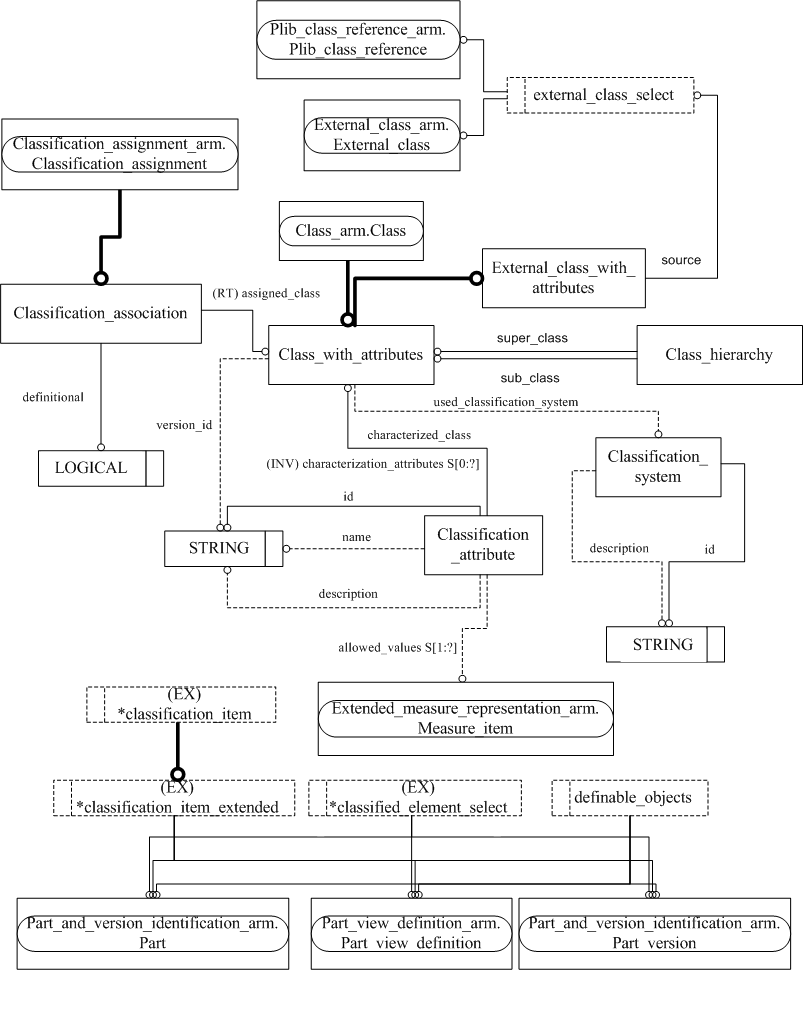 Plib_class_reference_arm.
Plib_class_reference
external_class_select
External_class_arm.
External_class
Classification_assignment_arm.
Classification_assignment
Class_arm.Class
External_class_with_
attributes
source
(RT) assigned_class
Classification_association
Class_with_attributes
super_class
sub_class
Class_hierarchy
definitional
version_id
used_classification_system
characterized_class
(INV) characterization_attributes S[0:?]
LOGICAL
Classification_
system
id
STRING
name
Classification
_attribute
description
description
id
allowed_values S[1:?]
STRING
(EX)
*classification_item
Extended_measure_representation_arm.
Measure_item
(EX)
*classification_item_extended
(EX)
*classified_element_select
definable_objects
Part_and_version_identification_arm.
Part
Part_view_definition_arm.
Part_view_definition
Part_and_version_identification_arm.
Part_version